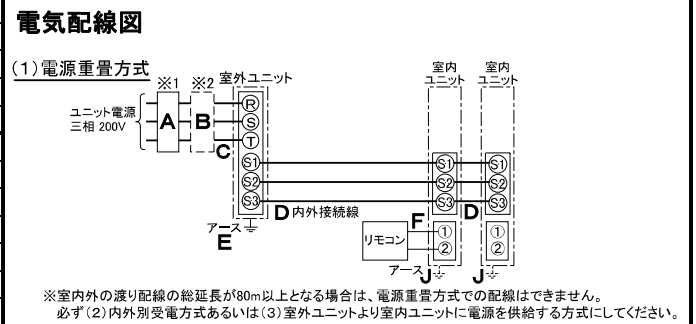 電気配線図
(1)電源重畳方式
※1 ※2 室外ユニット 室内ユニット 室内ユニット
ユニット電源
三相 200V
A B C
R
S
T
S1 S1 S1
S2 S2 S2
S3 S3 S3
D 内外接続線 F D
アース
E
リモコン ① ①
② ②
アース J J
※室内外の渡り配線の総延長が80m以上となる場合は、電源重畳方式での配線はできません。
必ず(2)内外別受電方式あるいは(3)室外ユニットより室内ユニットに電源を供給する方式にしてください。